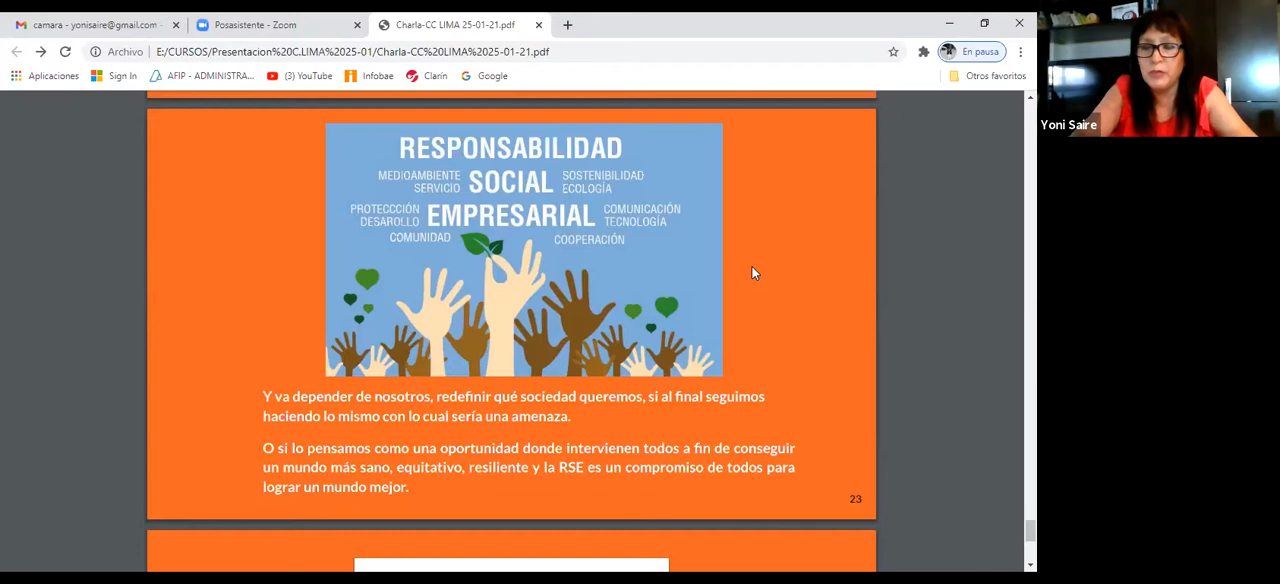 camara - yonisaire@gmail.com -
Posasistente - Zoom
Charla-CC LIMA 25-01-21.pdf
Archivo
E:/CURSOS/Presentacion%20C.LIMA%2025-01/Charla-CC%20LIMA%2025-01-21.pdf
En pausa
Aplicaciones
Sign In
AFIP - ADMINISTRA...
(3) YouTube
Infobae
Clarín
Google
Otros favoritos
Yoni Saire
RESPONSABILIDAD
MEDIOAMBIENTE
SERVICIO
SOCIAL
SOSTENIBILIDAD
ECOLOGÍA
PROTECCCIÓN
DESAROLLO
EMPRESARIAL
COMUNICACIÓN
TECNOLOGÍA
COMUNIDAD
COOPERACIÓN
Y va depender de nosotros, redefinir qué sociedad queremos, si al final seguimos
haciendo lo mismo con lo cual sería una amenaza.
O si lo pensamos como una oportunidad donde intervienen todos a fin de conseguir
un mundo más sano, equitativo, resiliente y la RSE es un compromiso de todos para
lograr un mundo mejor.
23